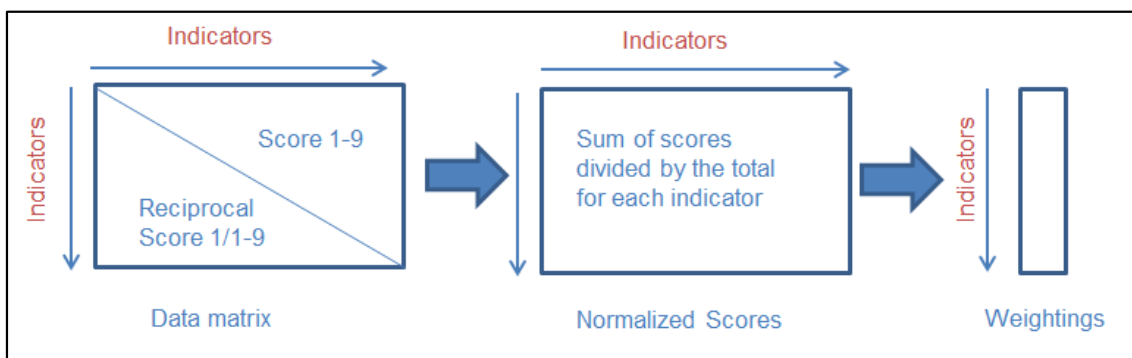 Indicators
Indicators
Score 1-9
Reciprocal
Score 1/1-9
Data matrix
Indicators
Indicators
Sum of scores
divided by the total
for each indicator
Normalized Scores
Indicators
Weightings